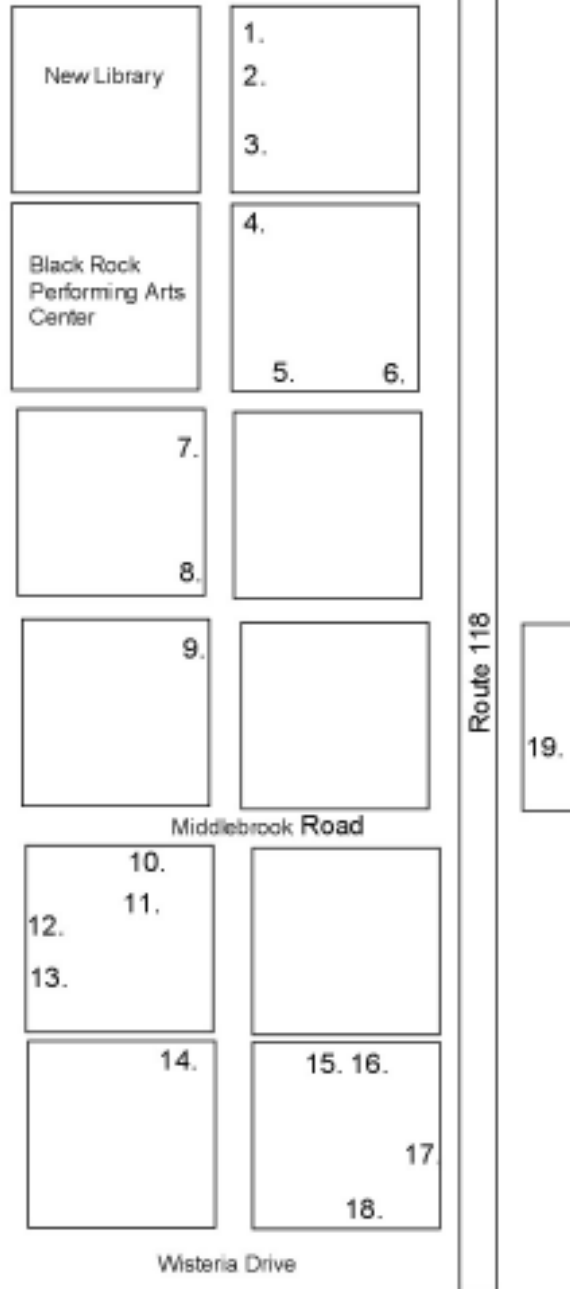 New Library
1.
2.
3.
Black Rock
Performing Arts
Center
4.
5. 6.
7.
8.
Route 118
9.
19.
Middlebrook Road
10.
11.
12.
13.
14.
15. 16.
17.
18.
Wisteria Drive